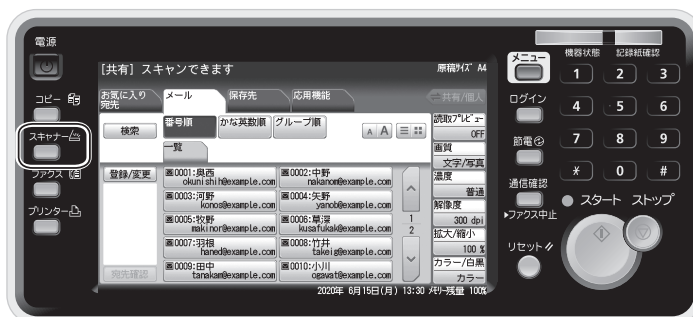 電源
コピー
スキャナー
ファクス
プリンター
[共有] スキャンできます
原稿サイズ A4
お気に入り宛先
メール
保存先
応用機能
共有/個人
検索
番号順
かな英数順
グループ順
A A
一覧
登録/変更
0001:奥西
okunishi@example.com
0002:中野
nakanom@example.com
0003:河野
konos@example.com
0004:矢野
yanob@example.com
0005:牧野
makinor@example.com
0006:草深
kusafukak@example.com
0007:羽根
haned@example.com
0008:竹井
takeig@example.com
0009:田中
tanakam@example.com
0010:小川
ogawat@example.com
1
2
宛先確認
読取プレビュー
OFF
画質
文字/写真
濃度
普通
解像度
300 dpi
拡大/縮小
100 %
カラー/白黒
カラー
2020年 6月15日(月) 13:30 メモリー残量 100%
メニュー
ログイン
節電
通信確認
ファクス中止
リセット
機器状態
記録紙確認
1 2 3
4 5 6
7 8 9
* 0 #
スタート
ストップ